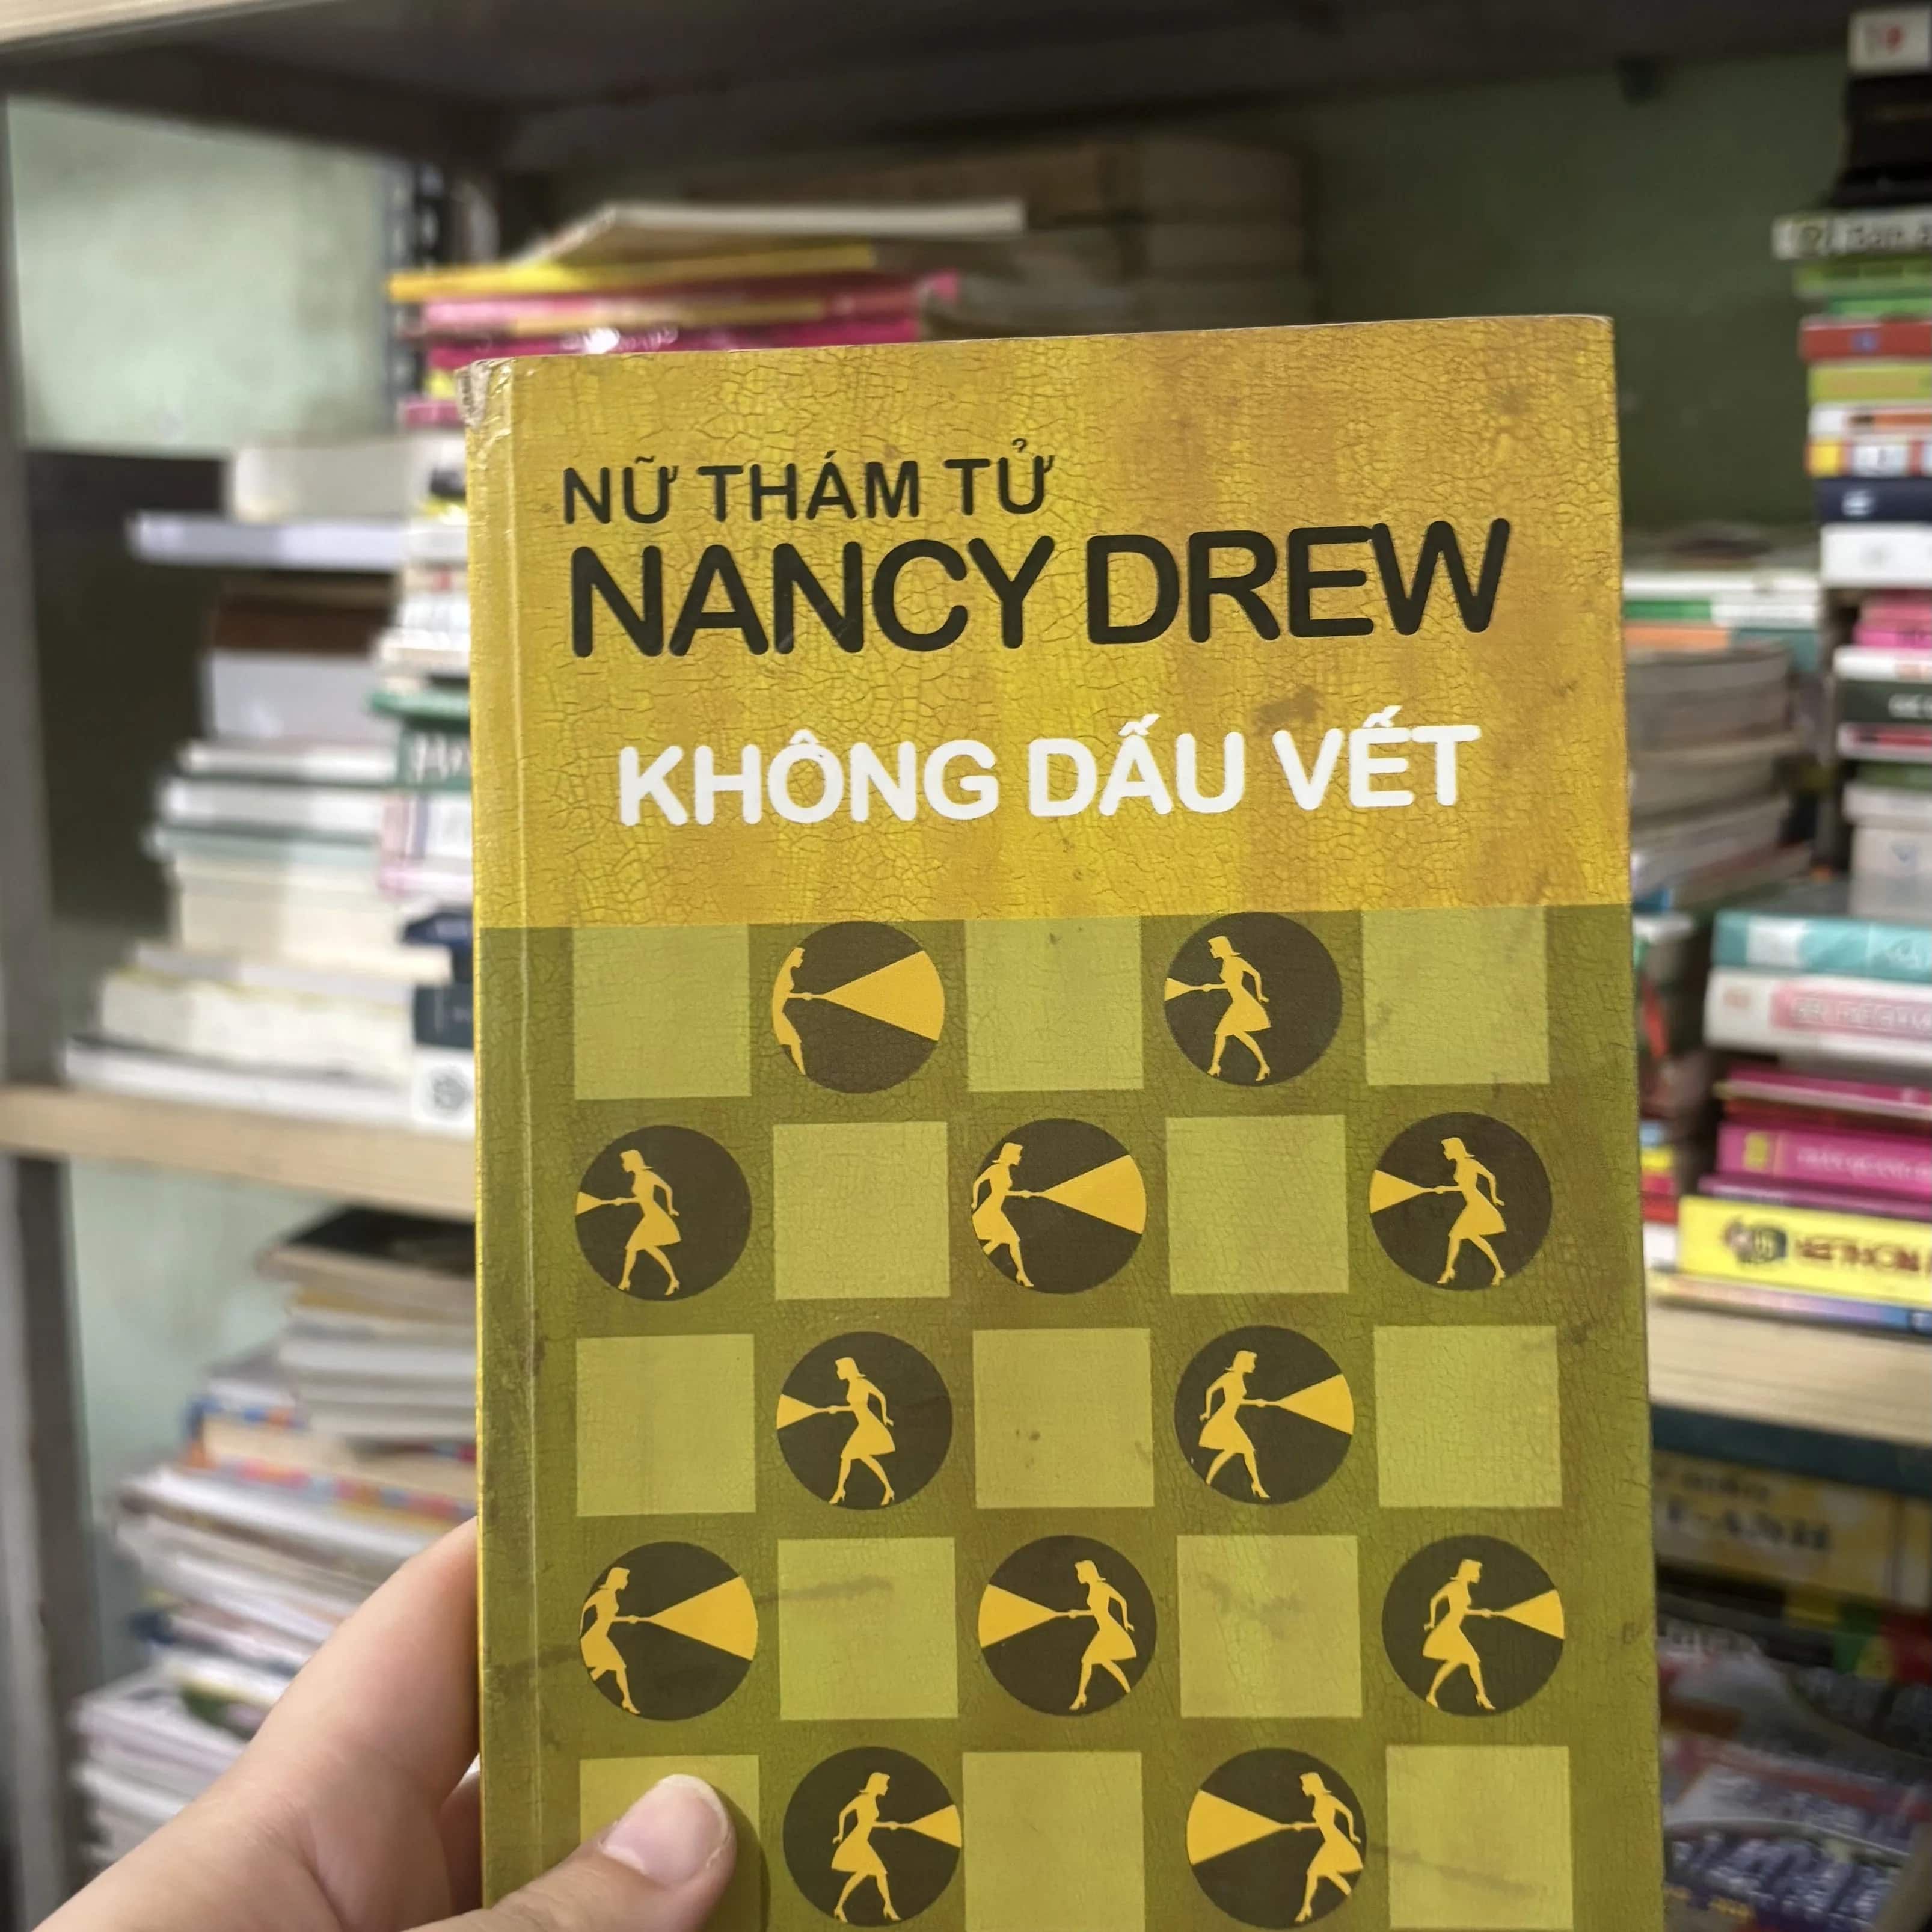 NỮ THÁM TỬ
NANCY DREW
KHÔNG DẤU VẾT